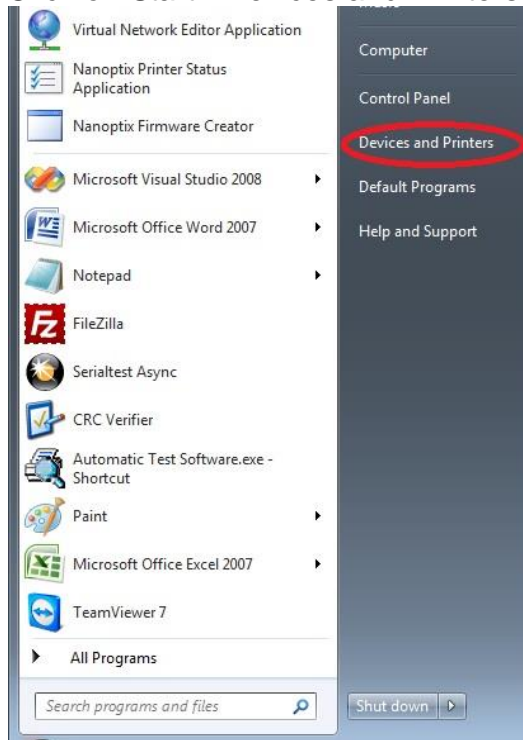 Virtual Network Editor Application
Nanoptix Printer Status
Application
Nanoptix Firmware Creator
Microsoft Visual Studio 2008
Microsoft Office Word 2007
Notepad
FileZilla
Serialtest Async
CRC Verifier
Automatic Test Software.exe -
Shortcut
Paint
Microsoft Office Excel 2007
TeamViewer 7
All Programs
Search programs and files
Computer
Control Panel
Devices and Printers
Default Programs
Help and Support
Shut down